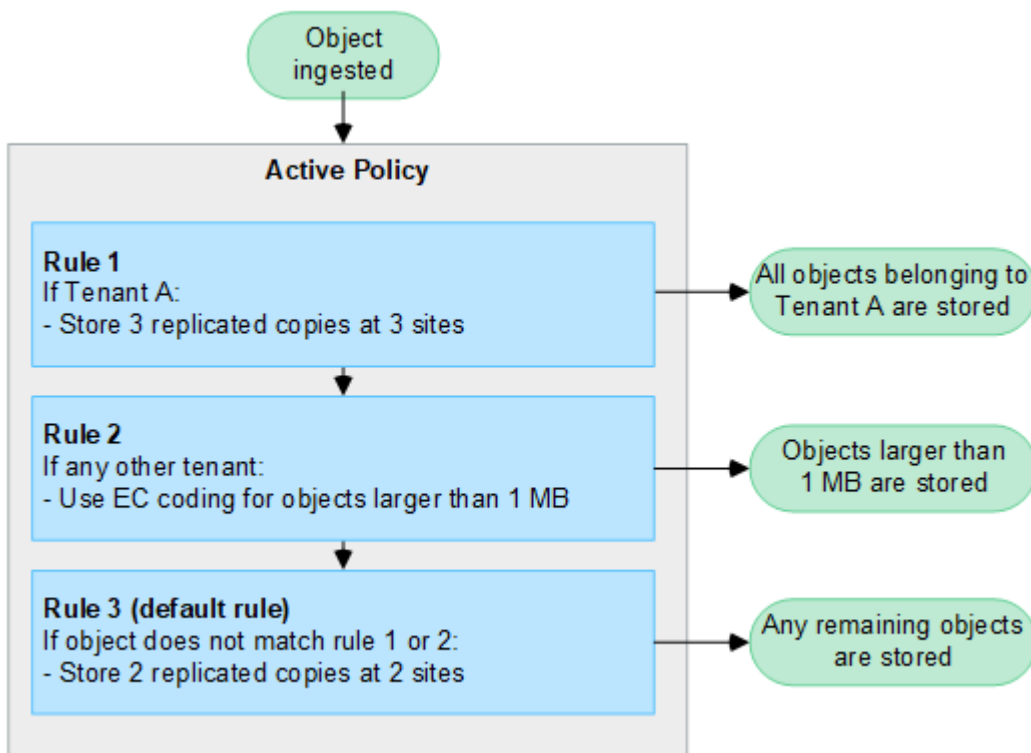 Object
ingested
Active Policy
Rule 1
If Tenant A:
- Store 3 replicated copies at 3 sites
All objects belonging to
Tenant A are stored
Rule 2
If any other tenant:
- Use EC coding for objects larger than 1 MB
Objects larger than
1 MB are stored
Rule 3 (default rule)
If object does not match rule 1 or 2:
- Store 2 replicated copies at 2 sites
Any remaining objects
are stored